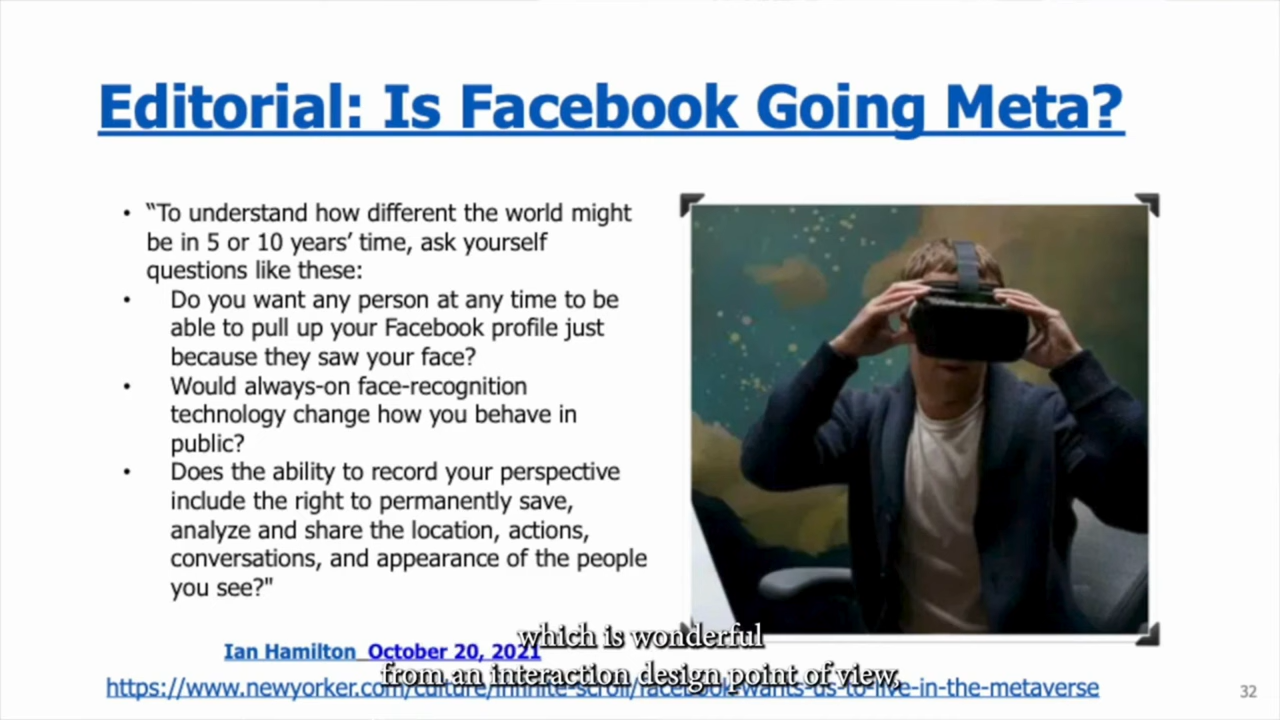 Editorial: Is Facebook Going Meta?
• “To understand how different the world might
be in 5 or 10 years’ time, ask yourself
questions like these:
• Do you want any person at any time to be
able to pull up your Facebook profile just
because they saw your face?
• Would always-on face-recognition
technology change how you behave in
public?
• Does the ability to record your perspective
include the right to permanently save,
analyze and share the location, actions,
conversations, and appearance of the people
you see?"
Ian Hamilton October 20, 2021
which is wonderful
from an interaction design point of view,
https://www.newyorker.com/culture/infinite-scroll/facebook-wants-us-to-live-in-the-metaverse
32